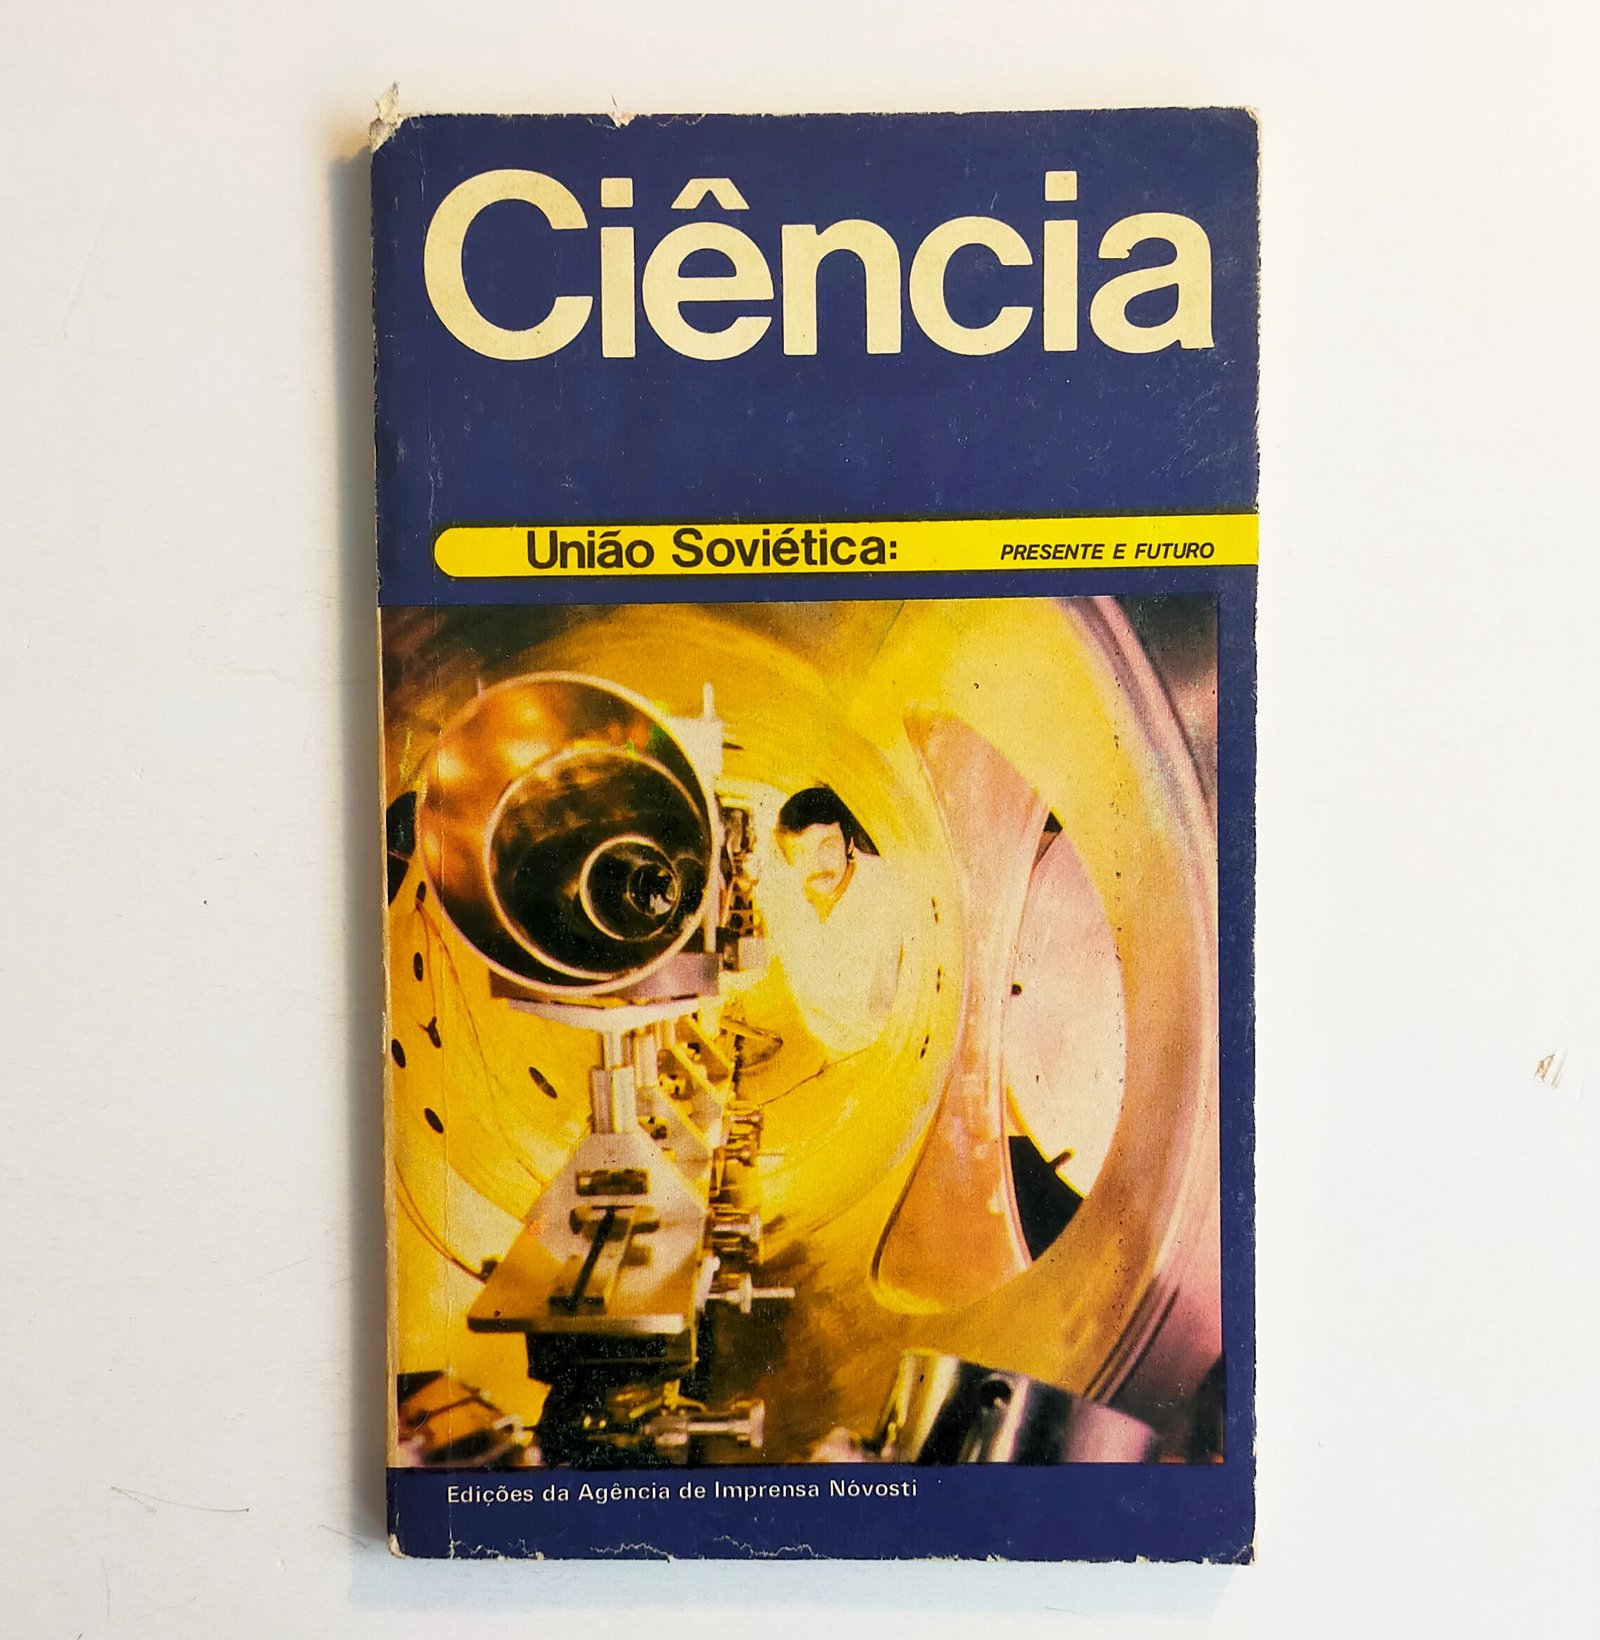 Ciência
União Soviética: PRESENTE E FUTURO
Edições da Agência de Imprensa Nóvosti